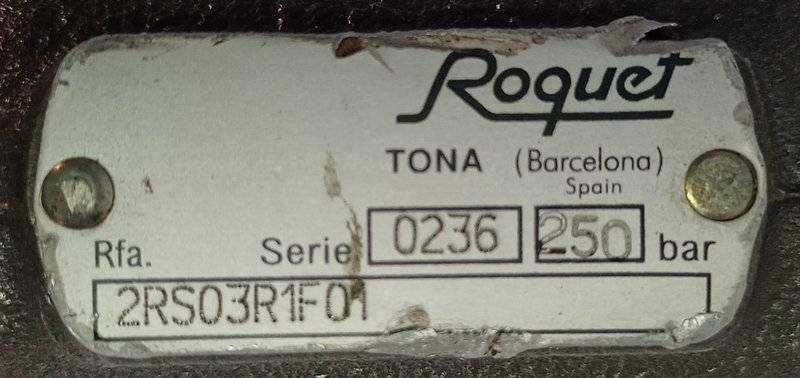 Roquet
TONA (Barcelona)
Spain
Rfa. Serie 0236 250 bar
2RS03R1F01